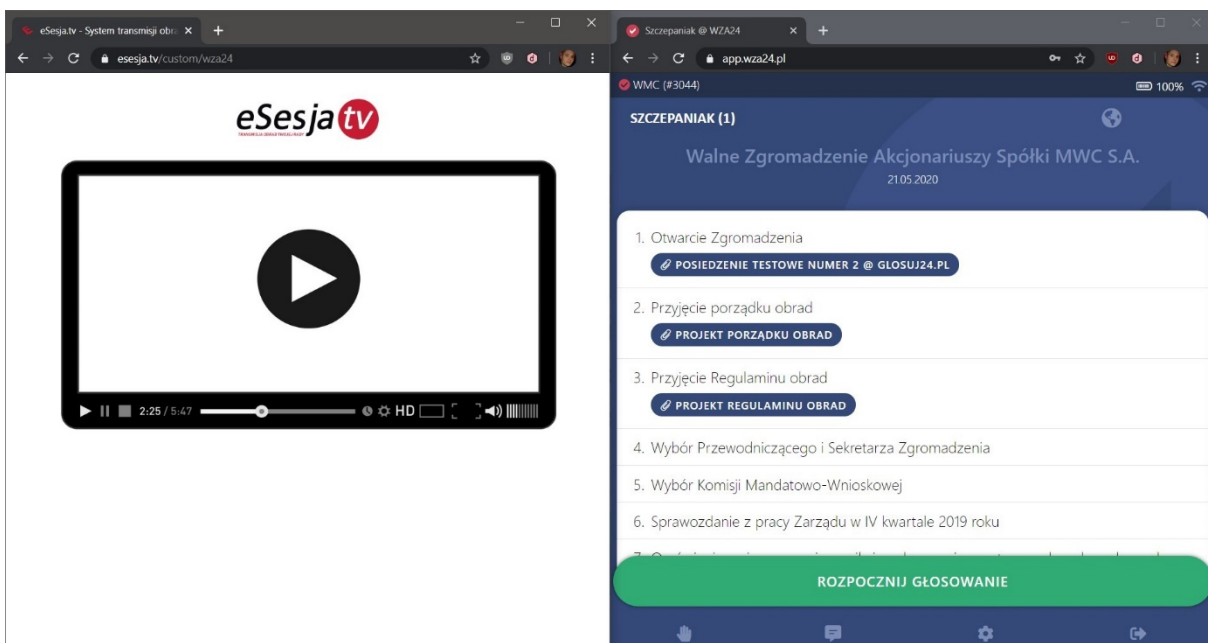 eSesja.tv - System transmisji obra
esesja.tv/custom/wza24
eSesja tv
2:25 / 5:47
HD
Szczepaniak @ WZA24
app.wza24.pl
WMC (#3044)
100%
SZCZEPANIAK (1)
Walne Zgromadzenie Akcjonariuszy Spółki MWC S.A.
21.05.2020
1. Otwarcie Zgromadzenia
POSIEDZENIE TESTOWE NUMER 2 @ GLOSUJ24.PL
2. Przyjęcie porządku obrad
PROJEKT PORZĄDKU OBRAD
3. Przyjęcie Regulaminu obrad
PROJEKT REGULAMINU OBRAD
4. Wybór Przewodniczącego i Sekretarza Zgromadzenia
5. Wybór Komisji Mandatowo-Wnioskowej
6. Sprawozdanie z pracy Zarządu w IV kwartale 2019 roku
ROZPOCZNIJ GŁOSOWANIE